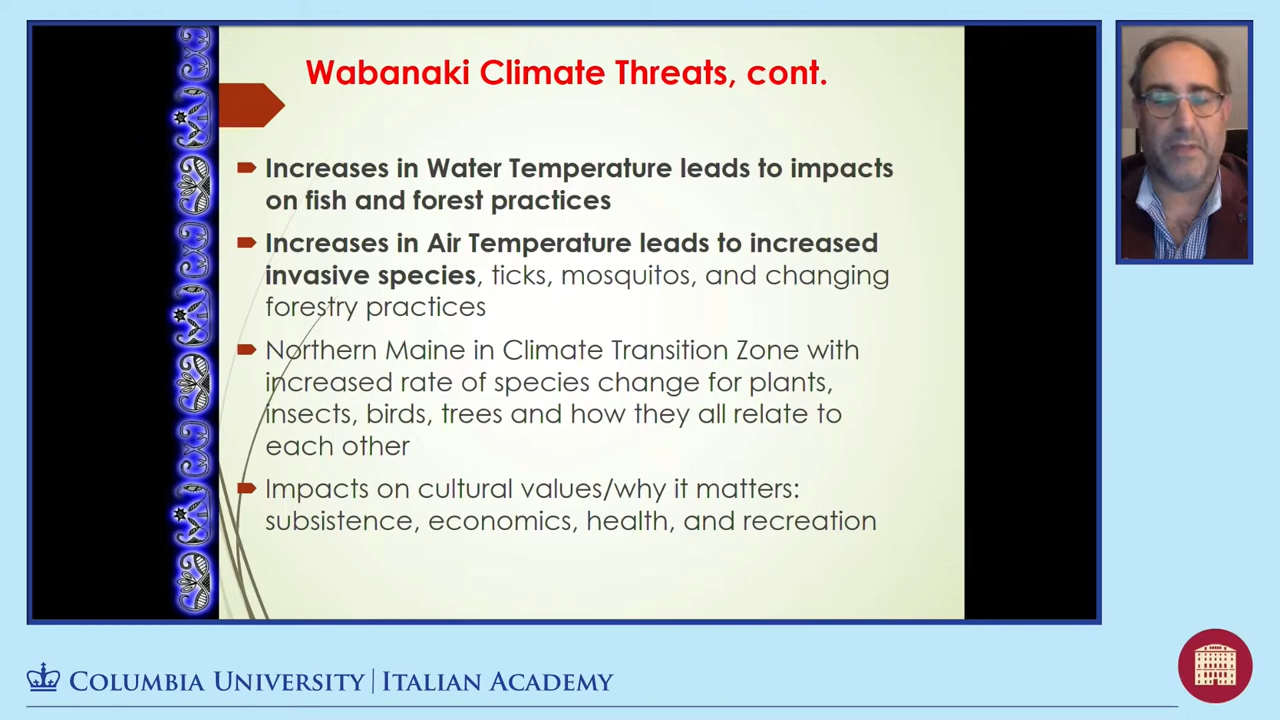 Wabanaki Climate Threats, cont.
Increases in Water Temperature leads to impacts
on fish and forest practices
Increases in Air Temperature leads to increased
invasive species, ticks, mosquitos, and changing
forestry practices
Northern Maine in Climate Transition Zone with
increased rate of species change for plants,
insects, birds, trees and how they all relate to
each other
Impacts on cultural values/why it matters:
subsistence, economics, health, and recreation
COLUMBIA UNIVERSITY | ITALIAN ACADEMY